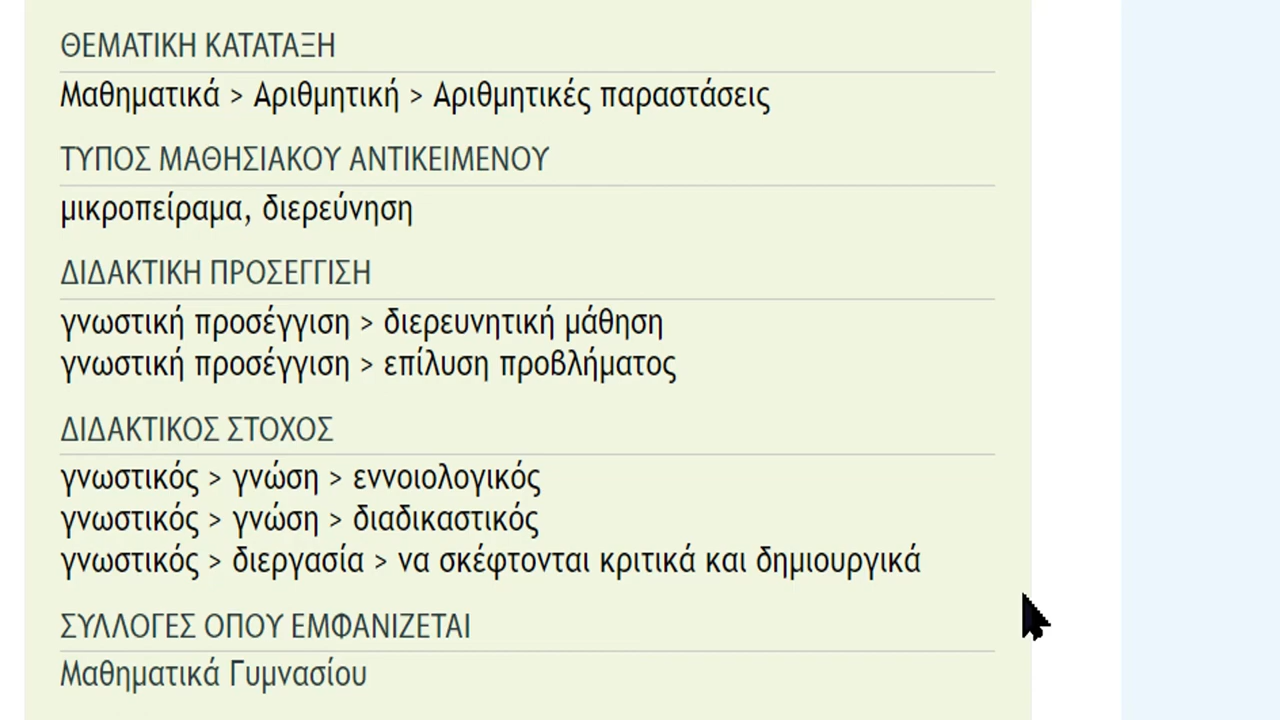 ΘΕΜΑΤΙΚΗ ΚΑΤΑΤΑΞΗ
Μαθηματικά > Αριθμητική > Αριθμητικές παραστάσεις
ΤΥΠΟΣ ΜΑΘΗΣΙΑΚΟΥ ΑΝΤΙΚΕΙΜΕΝΟΥ
μικροπείραμα, διερεύνηση
ΔΙΔΑΚΤΙΚΗ ΠΡΟΣΕΓΓΙΣΗ
γνωστική προσέγγιση > διερευνητική μάθηση
γνωστική προσέγγιση > επίλυση προβλήματος
ΔΙΔΑΚΤΙΚΟΣ ΣΤΟΧΟΣ
γνωστικός > γνώση > εννοιολογικός
γνωστικός > γνώση > διαδικαστικός
γνωστικός > διεργασία > να σκέφτονται κριτικά και δημιουργικά
ΣΥΛΛΟΓΕΣ ΟΠΟΥ ΕΜΦΑΝΙΖΕΤΑΙ
Μαθηματικά Γυμνασίου